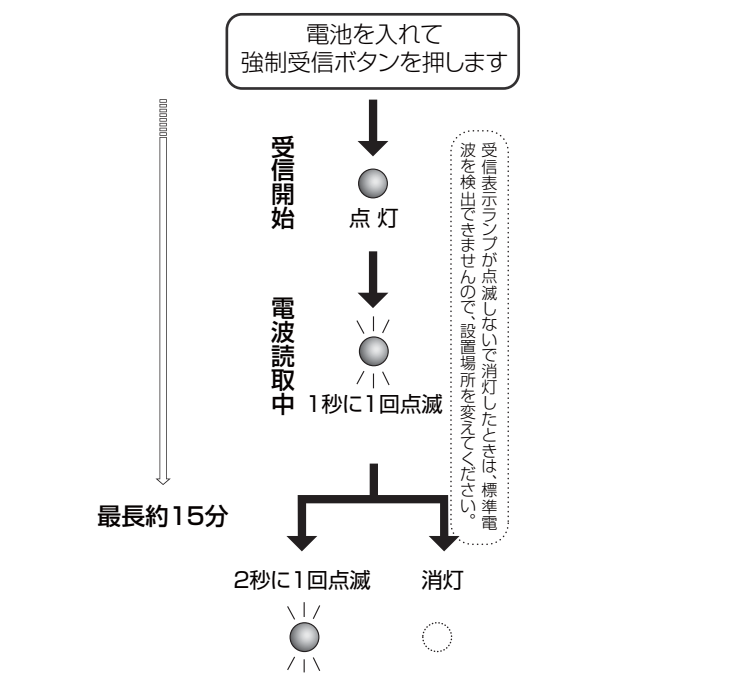 電池を入れて
強制受信ボタンを押します
受信開始
点 灯
電波読取中
1秒に1回点滅
受信表示ランプが点滅しないで消灯したときは、標準電
波を検出できませんので、設置場所を変えてください。
最長約15分
2秒に1回点滅
消灯